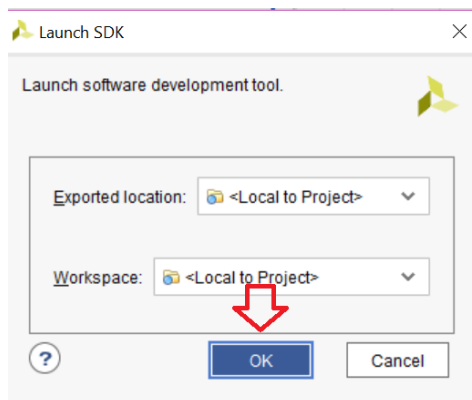 Launch SDK
Launch software development tool.
Exported location: <Local to Project>
Workspace: <Local to Project>
? OK Cancel